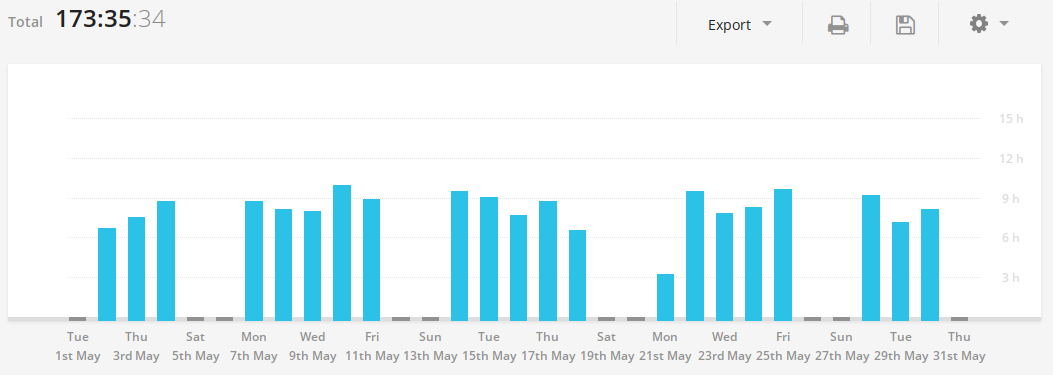 Total 173:35:34 Export
15 h
12 h
9 h
6 h
3 h
Tue Thu Sat Mon Wed Fri Sun Tue Thu Sat Mon Wed Fri Sun Tue Thu
1st May 3rd May 5th May 7th May 9th May 11th May 13th May 15th May 17th May 19th May 21st May 23rd May 25th May 27th May 29th May 31st May